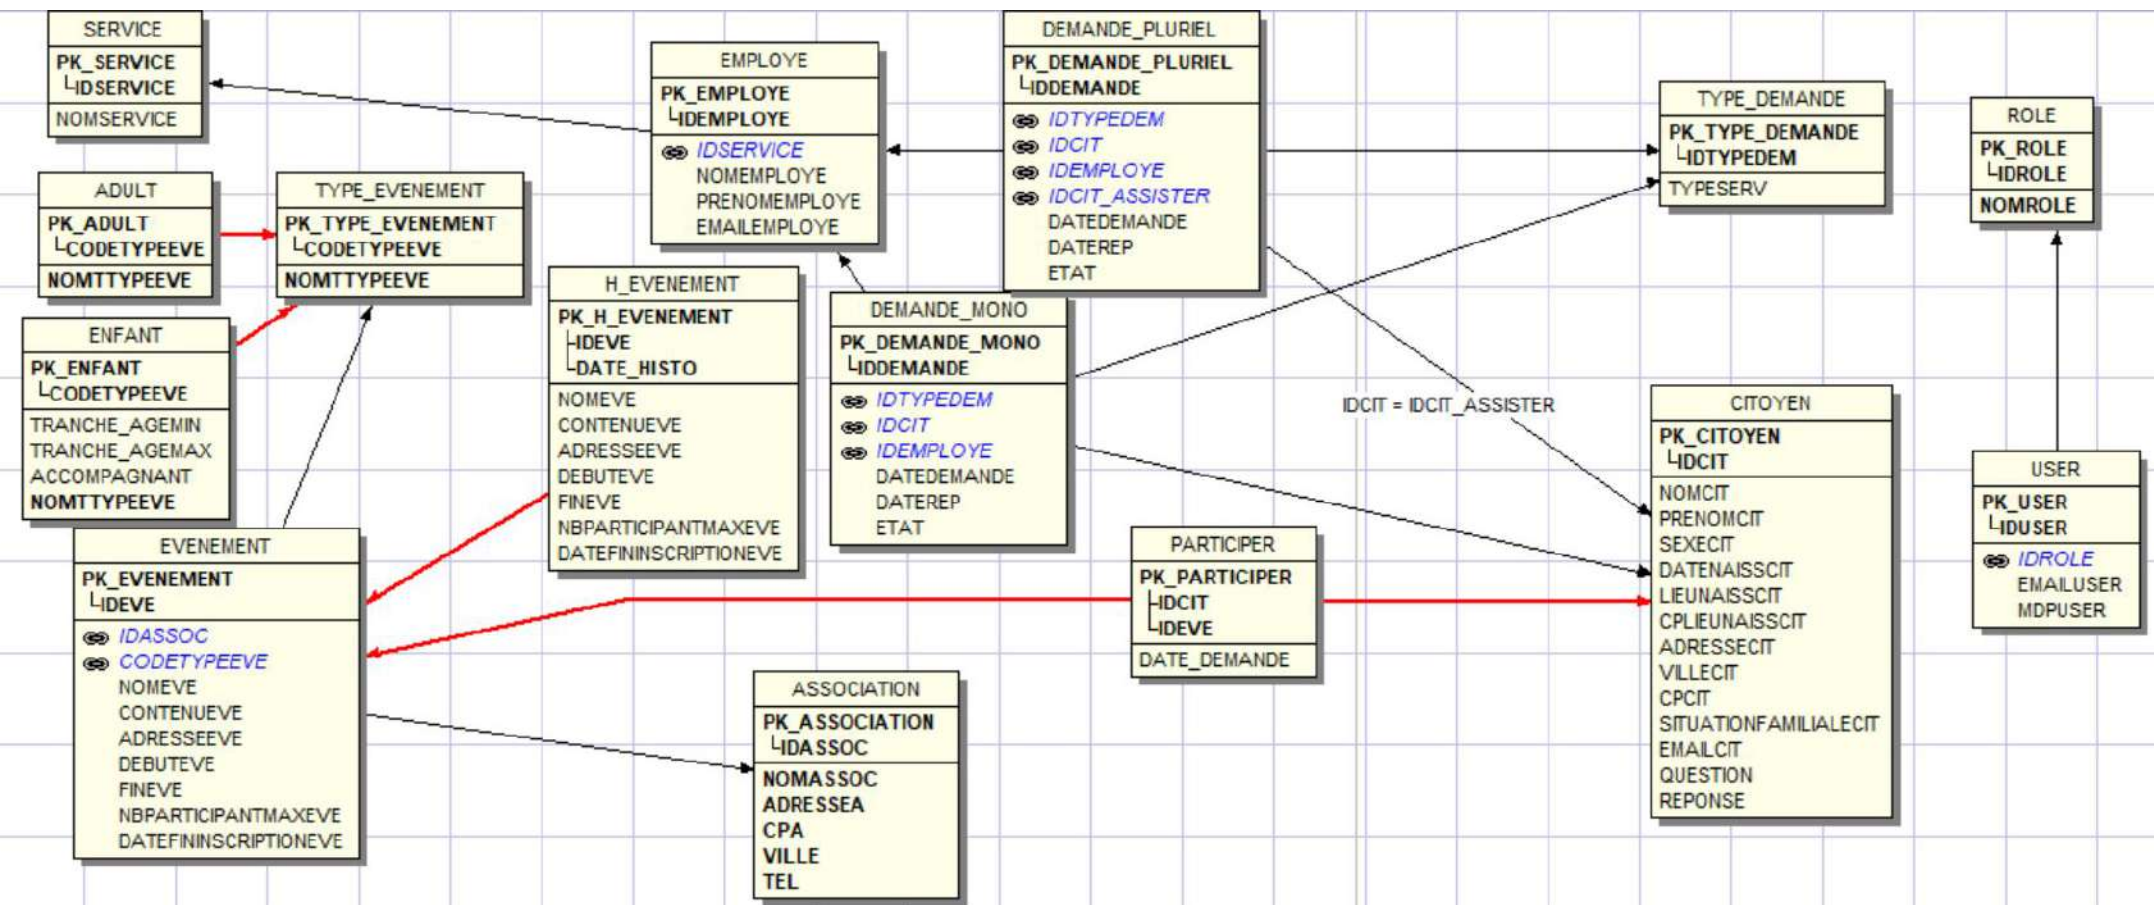 SERVICE
PK_SERVICE
IDSERVICE
NOMSERVICE
EMPLOYE
PK_EMPLOYE
IDEMPLOYE
IDSERVICE
NOMEMPLOYE
PRENOMEMPLOYE
EMAILEMPLOYE
DEMANDE_PLURIEL
PK_DEMANDE_PLURIEL
IDDEMANDE
IDTYPEDEM
IDCIT
IDEMPLOYE
IDCIT_ASSISTER
DATEDEMANDE
DATEREP
ETAT
TYPE_DEMANDE
PK_TYPE_DEMANDE
IDTYPEDEM
TYPESERV
ROLE
PK_ROLE
IDROLE
NOMROLE
ADULT
PK_ADULT
CODETYPEEVE
NOMTTYPEEVE
TYPE_EVENEMENT
PK_TYPE_EVENEMENT
CODETYPEEVE
NOMTTYPEEVE
H_EVENEMENT
PK_H_EVENEMENT
IDEVE
DATE_HISTO
NOMEVE
CONTENUEVE
ADRESSEEVE
DEBUTEVE
FINEVE
NBPARTICIPANTMAXEVE
DATEFININSCRIPTIONEVE
DEMANDE_MONO
PK_DEMANDE_MONO
IDDEMANDE
IDTYPEDEM
IDCIT
IDEMPLOYE
DATEDEMANDE
DATEREP
ETAT
ENFANT
PK_ENFANT
CODETYPEEVE
TRANCHE_AGEMIN
TRANCHE_AGEMAX
ACCOMPAGNANT
NOMTTYPEEVE
IDCIT = IDCIT_ASSISTER
CITOYEN
PK_CITOYEN
IDCIT
NOMCIT
PRENOMCIT
SEXECIT
DATENAISSCIT
LIEUNAISSCIT
CPLIEUNAISSCIT
ADRESSECIT
VILLECIT
CPCIT
SITUATIONFAMILIALECIT
EMAILCIT
QUESTION
REPONSE
USER
PK_USER
IDUSER
IDROLE
EMAILUSER
MDPUSER
EVENEMENT
PK_EVENEMENT
IDEVE
IDASSOC
CODETYPEEVE
NOMEVE
CONTENUEVE
ADRESSEEVE
DEBUTEVE
FINEVE
NBPARTICIPANTMAXEVE
DATEFININSCRIPTIONEVE
PARTICIPER
PK_PARTICIPER
IDCIT
IDEVE
DATE_DEMANDE
ASSOCIATION
PK_ASSOCIATION
IDASSOC
NOMASSOC
ADRESSEA
CPA
VILLE
TEL